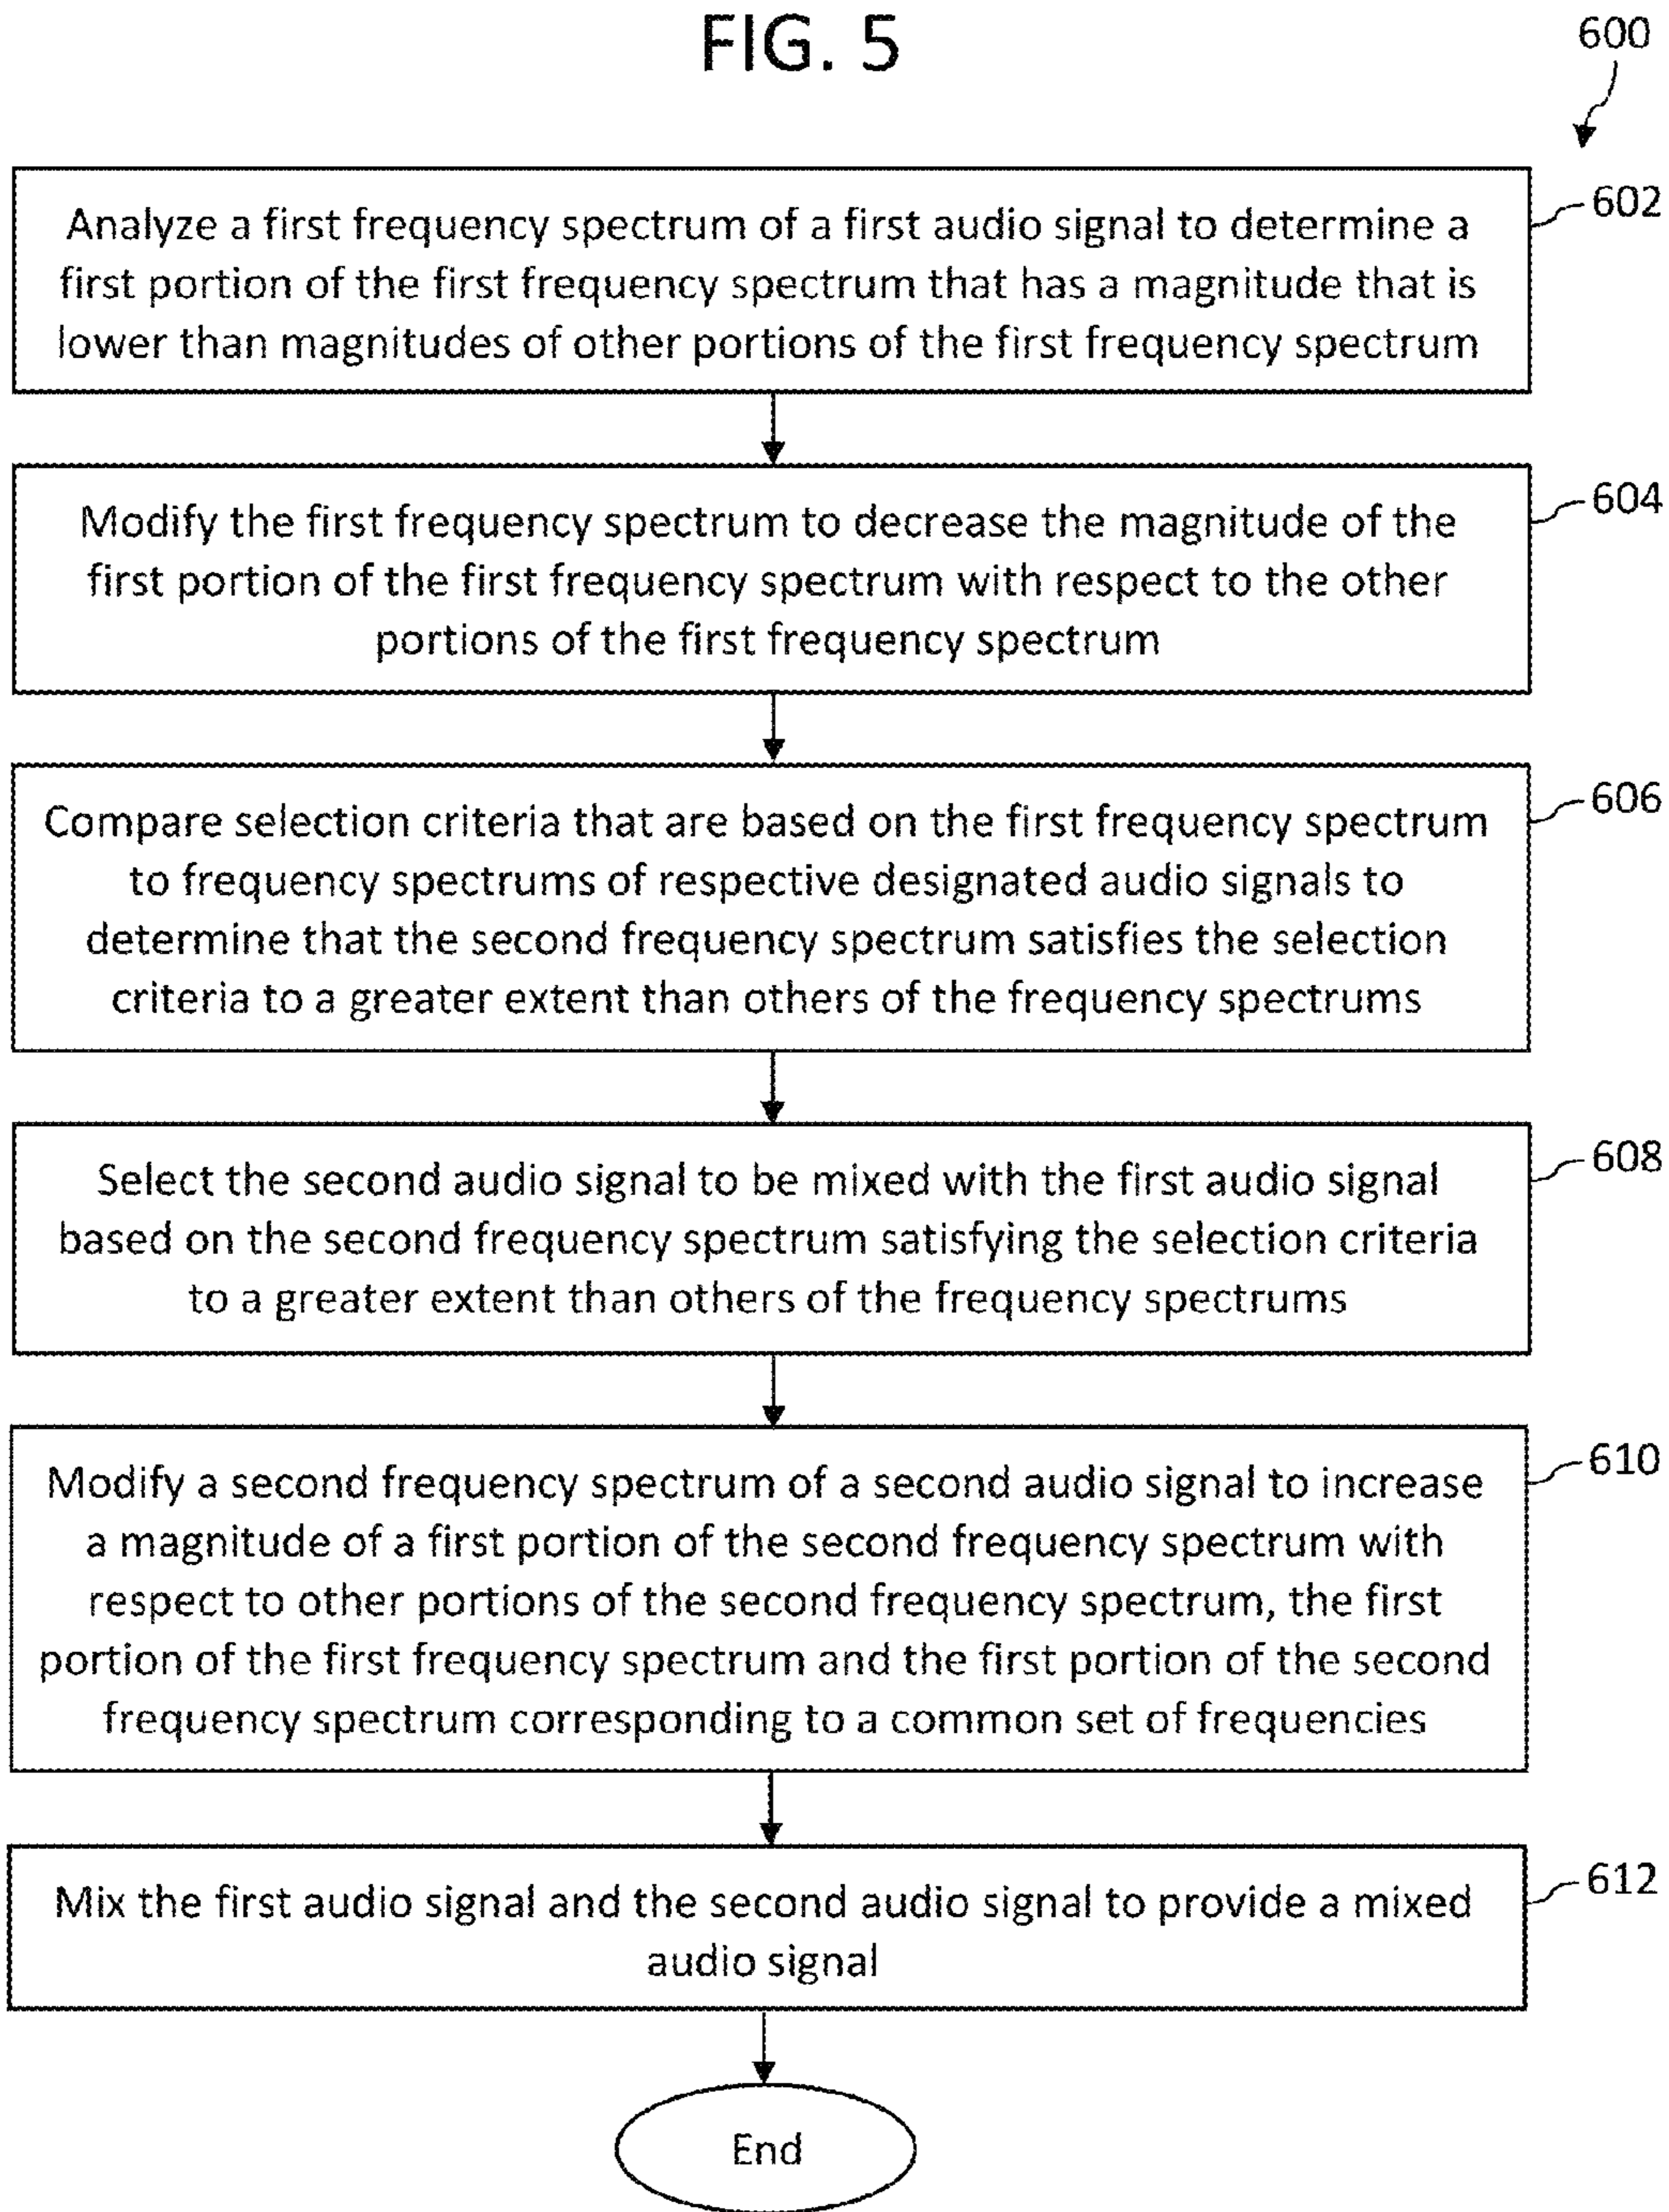 FIG. 5
600
Analyze a first frequency spectrum of a first audio signal to determine a
first portion of the first frequency spectrum that has a magnitude that is
lower than magnitudes of other portions of the first frequency spectrum
602
Modify the first frequency spectrum to decrease the magnitude of the
first portion of the first frequency spectrum with respect to the other
portions of the first frequency spectrum
604
Compare selection criteria that are based on the first frequency spectrum
to frequency spectrums of respective designated audio signals to
determine that the second frequency spectrum satisfies the selection
criteria to a greater extent than others of the frequency spectrums
606
Select the second audio signal to be mixed with the first audio signal
based on the second frequency spectrum satisfying the selection criteria
to a greater extent than others of the frequency spectrums
608
Modify a second frequency spectrum of a second audio signal to increase
a magnitude of a first portion of the second frequency spectrum with
respect to other portions of the second frequency spectrum, the first
portion of the first frequency spectrum and the first portion of the second
frequency spectrum corresponding to a common set of frequencies
610
Mix the first audio signal and the second audio signal to provide a mixed
audio signal
612
End